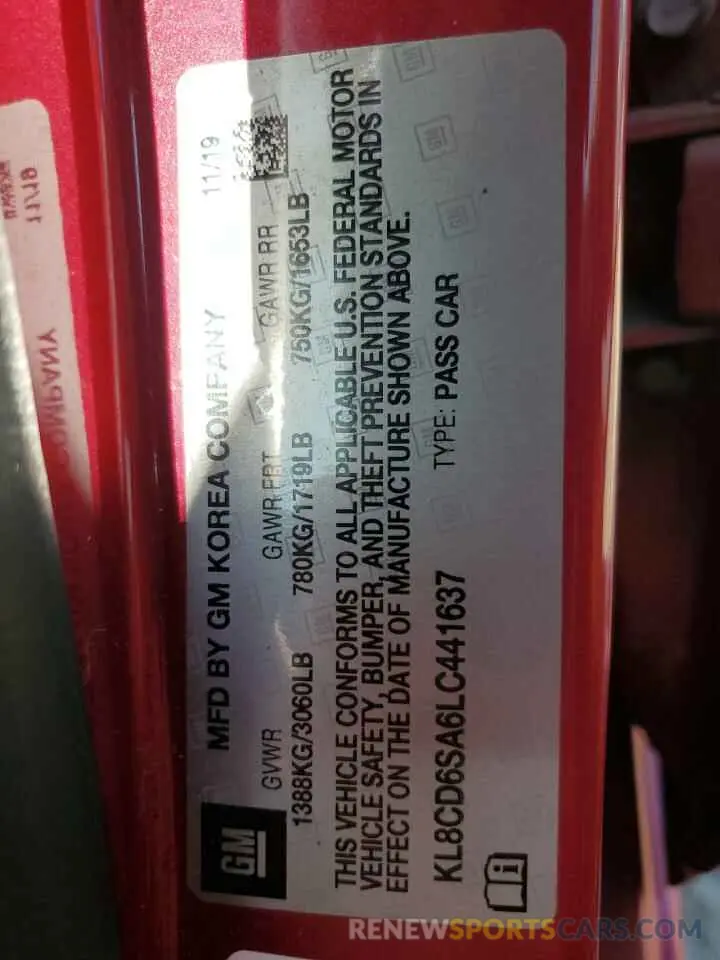 MFD BY GM KOREA COMPANY 11/19
GVWR GAWR FRT GAWR RR
1388KG/3060LB 780KG/1719LB 750KG/1653LB
THIS VEHICLE CONFORMS TO ALL APPLICABLE U.S. FEDERAL MOTOR
VEHICLE SAFETY, BUMPER, AND THEFT PREVENTION STANDARDS IN
EFFECT ON THE DATE OF MANUFACTURE SHOWN ABOVE.
KL8CD6SA6LC441637 TYPE: PASS CAR
GM
RENEWSPORTSCARS.COM